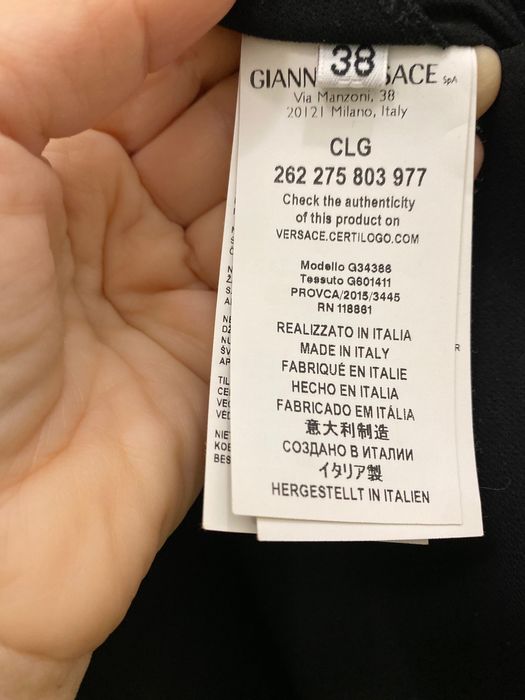 38
GIANN SACE SpA
Via Manzoni, 38
20121 Milano, Italy
CLG
262 275 803 977
Check the authenticity
of this product on
VERSACE.CERTILOGO.COM
Modello G34386
Tessuto G601411
PROVCA/2015/3445
RN 118861
REALIZZATO IN ITALIA
MADE IN ITALY
FABRIQUÉ EN ITALIE
HECHO EN ITALIA
FABRICADO EM ITÁLIA
意大利制造
СОЗДАНО В ИТАЛИИ
イタリア製
HERGESTELLT IN ITALIEN